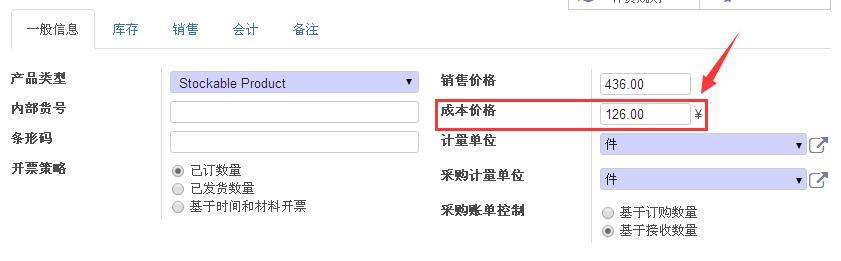 一般信息 库存 销售 会计 备注
产品类型 Stockable Product
内部货号
条形码
开票策略 已订数量
已发货数量
基于时间和材料开票
销售价格 436.00
成本价格 126.00 ¥
计量单位 件
采购计量单位 件
采购账单控制 基于订购数量
基于接收数量